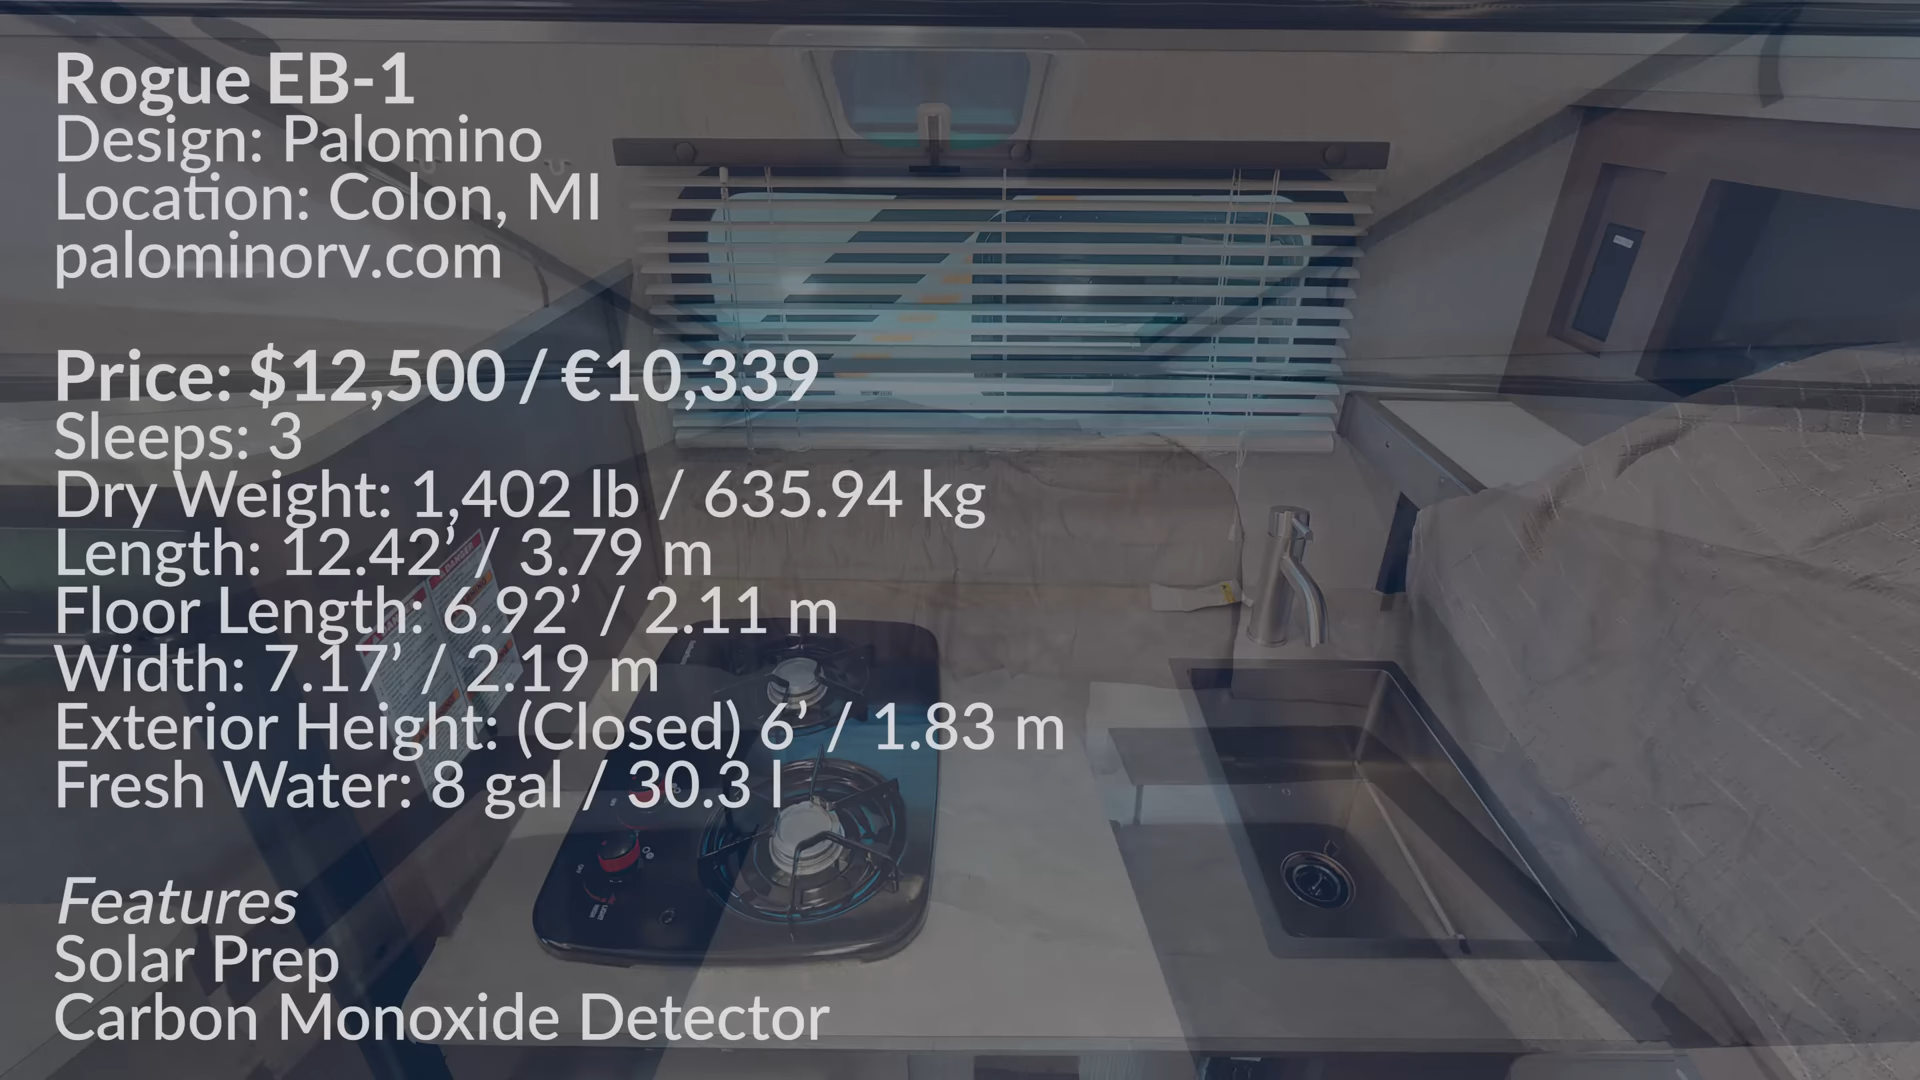 Rogue EB-1
Design: Palomino
Location: Colon, MI
palominorv.com
Price: $12,500 / €10,339
Sleeps: 3
Dry Weight: 1,402 lb / 635.94 kg
Length: 12.42’ / 3.79 m
Floor Length: 6.92’ / 2.11 m
Width: 7.17’ / 2.19 m
Exterior Height: (Closed) 6’ / 1.83 m
Fresh Water: 8 gal / 30.3 l
Features
Solar Prep
Carbon Monoxide Detector